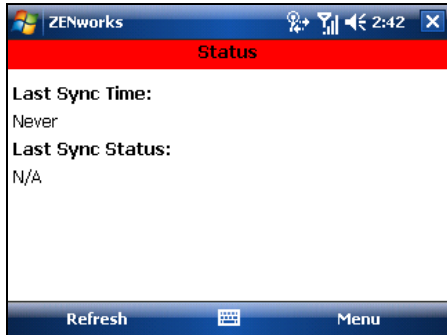 ZENworks 2:42
Status
Last Sync Time:
Never
Last Sync Status:
N/A
Refresh Menu